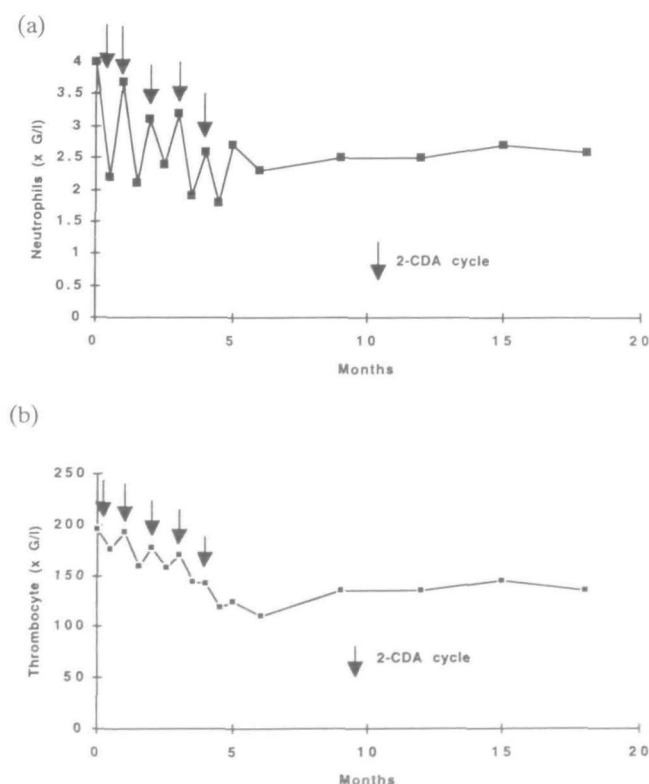 (a)
4
3.5
3
2.5
2
1.5
1
0.5
0
Neutrophils (x G/l)
2-CDA cycle
0 5 10 15 20
Months
(b)
250
200
150
100
50
0
Thrombocyte (x G/l)
2-CDA cycle
0 5 10 15 20
Months